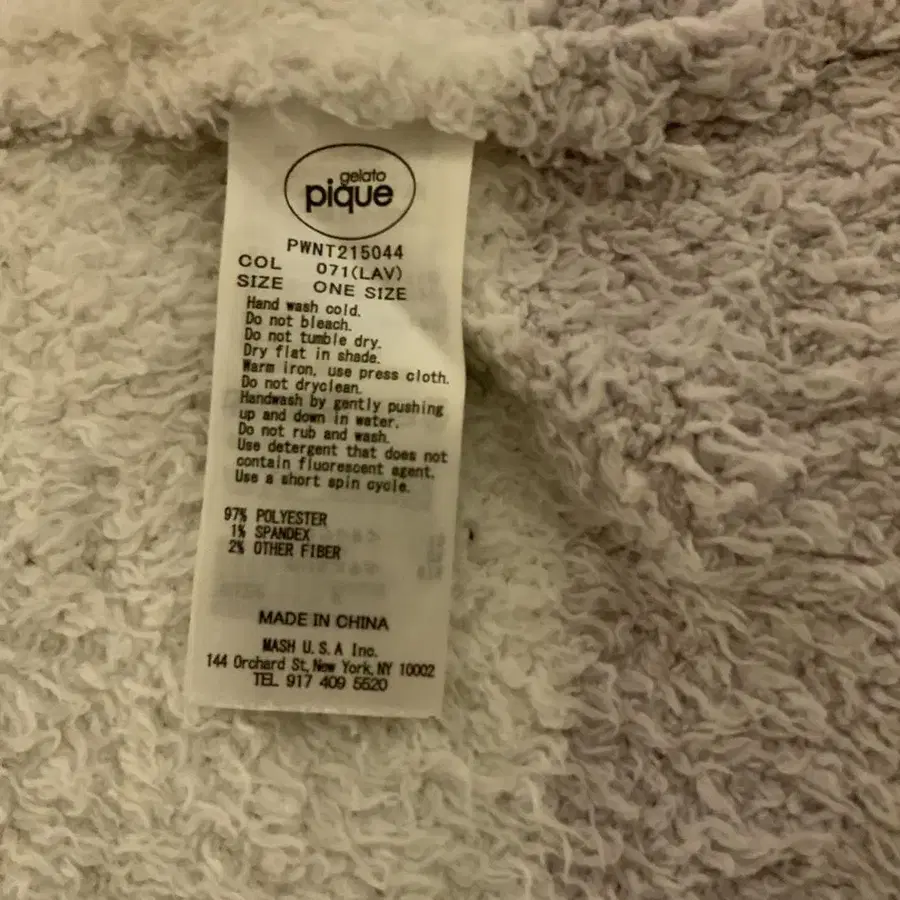 gelato
pique
PWNT215044
COL 071(LAV)
SIZE ONE SIZE
Hand wash cold.
Do not bleach.
Do not tumble dry.
Dry flat in shade.
Warm iron, use press cloth.
Do not dryclean.
Handwash by gently pushing
up and down in water.
Do not rub and wash.
Use detergent that does not
contain fluorescent agent.
Use a short spin cycle.
97% POLYESTER
1% SPANDEX
2% OTHER FIBER
MADE IN CHINA
MASH U.S.A Inc.
144 Orchard St, New York, NY 10002
TEL 917 409 5520